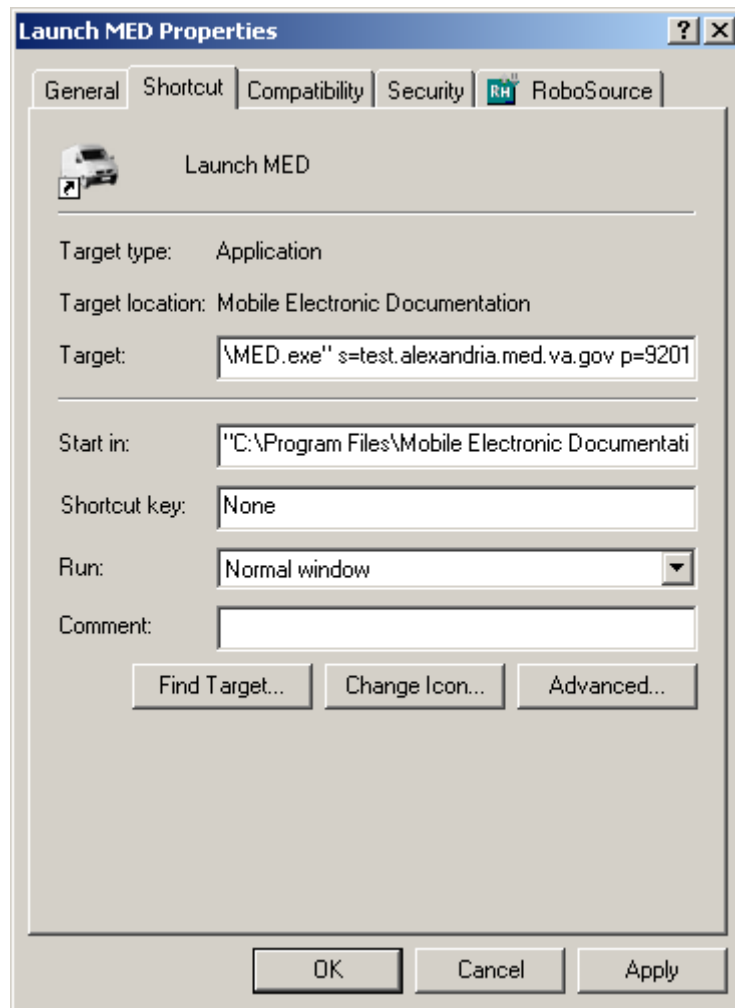 Launch MED Properties
General Shortcut Compatibility Security RH RoboSource
Launch MED
Target type: Application
Target location: Mobile Electronic Documentation
Target: \MED.exe" s=test.alexandria.med.va.gov p=9201
Start in: "C:\Program Files\Mobile Electronic Documentati
Shortcut key: None
Run: Normal window
Comment:
Find Target... Change Icon... Advanced...
OK Cancel Apply